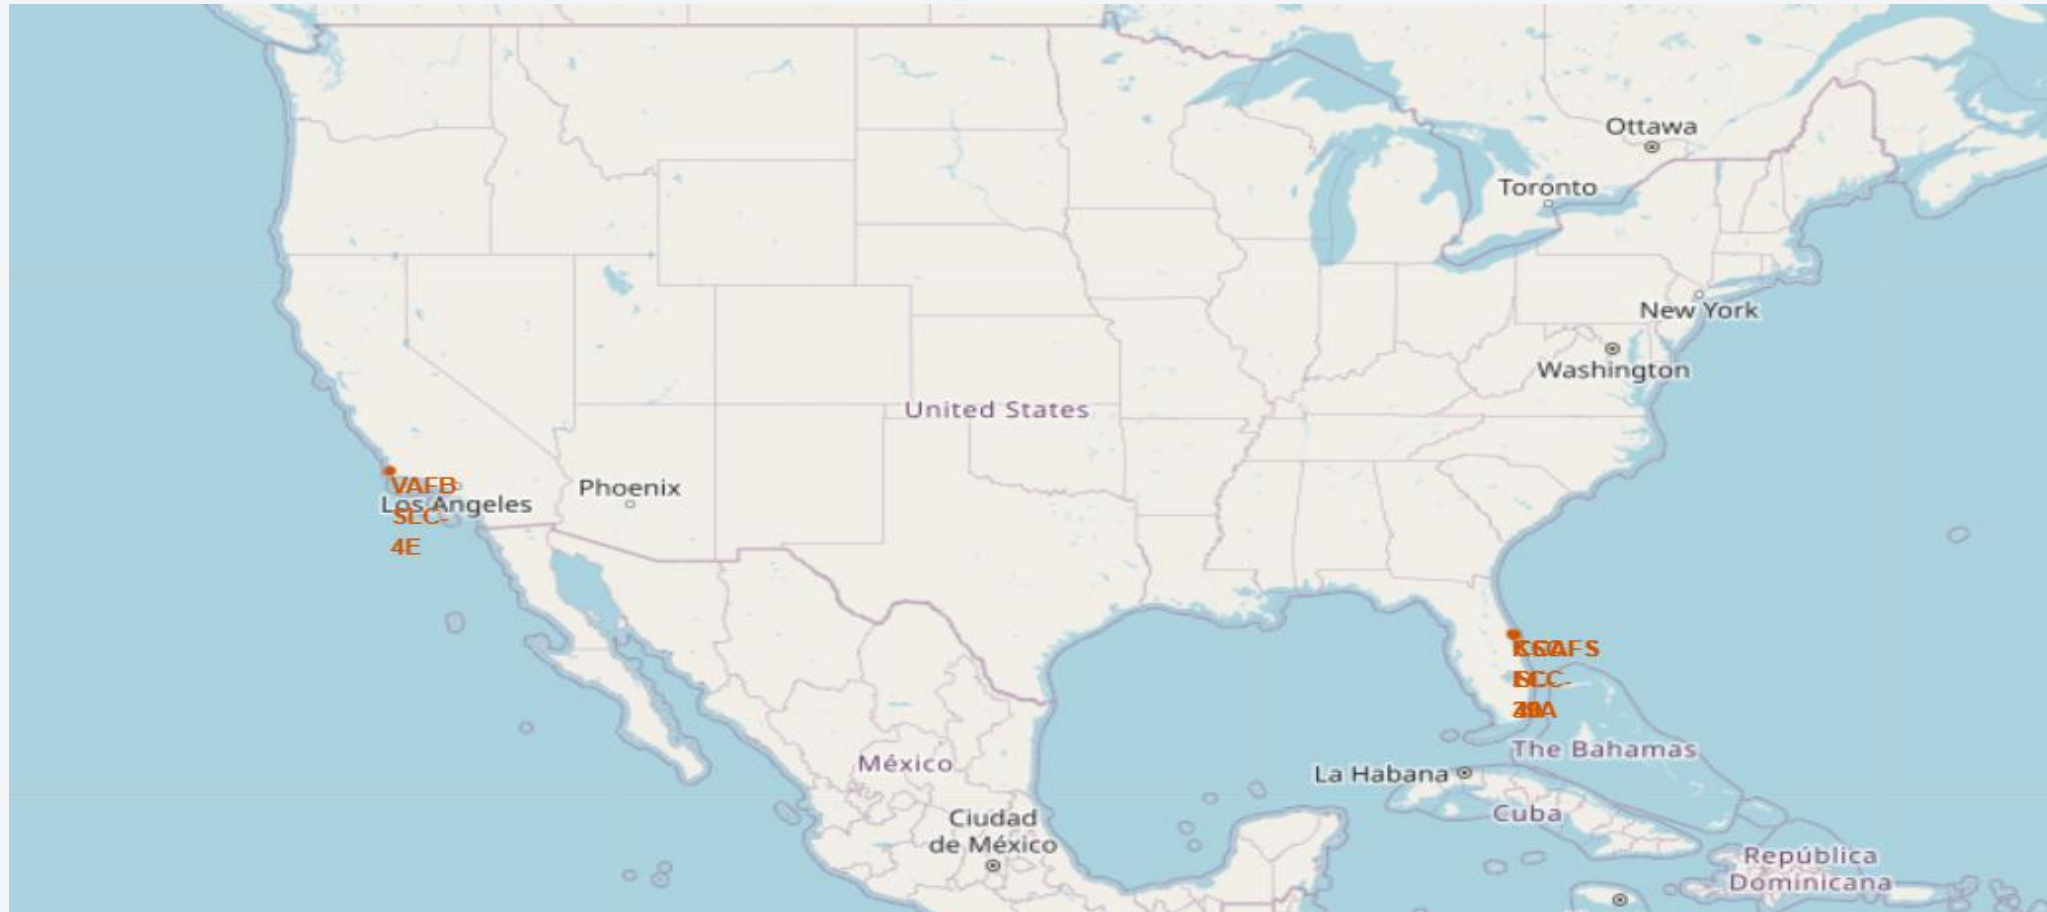 Ottawa
Toronto
New York
Washington
United States
VAFB
Los Angeles
SLC-
4E
Phoenix
The Bahamas
México
La Habana
Cuba
Ciudad
de México
República
Dominicana